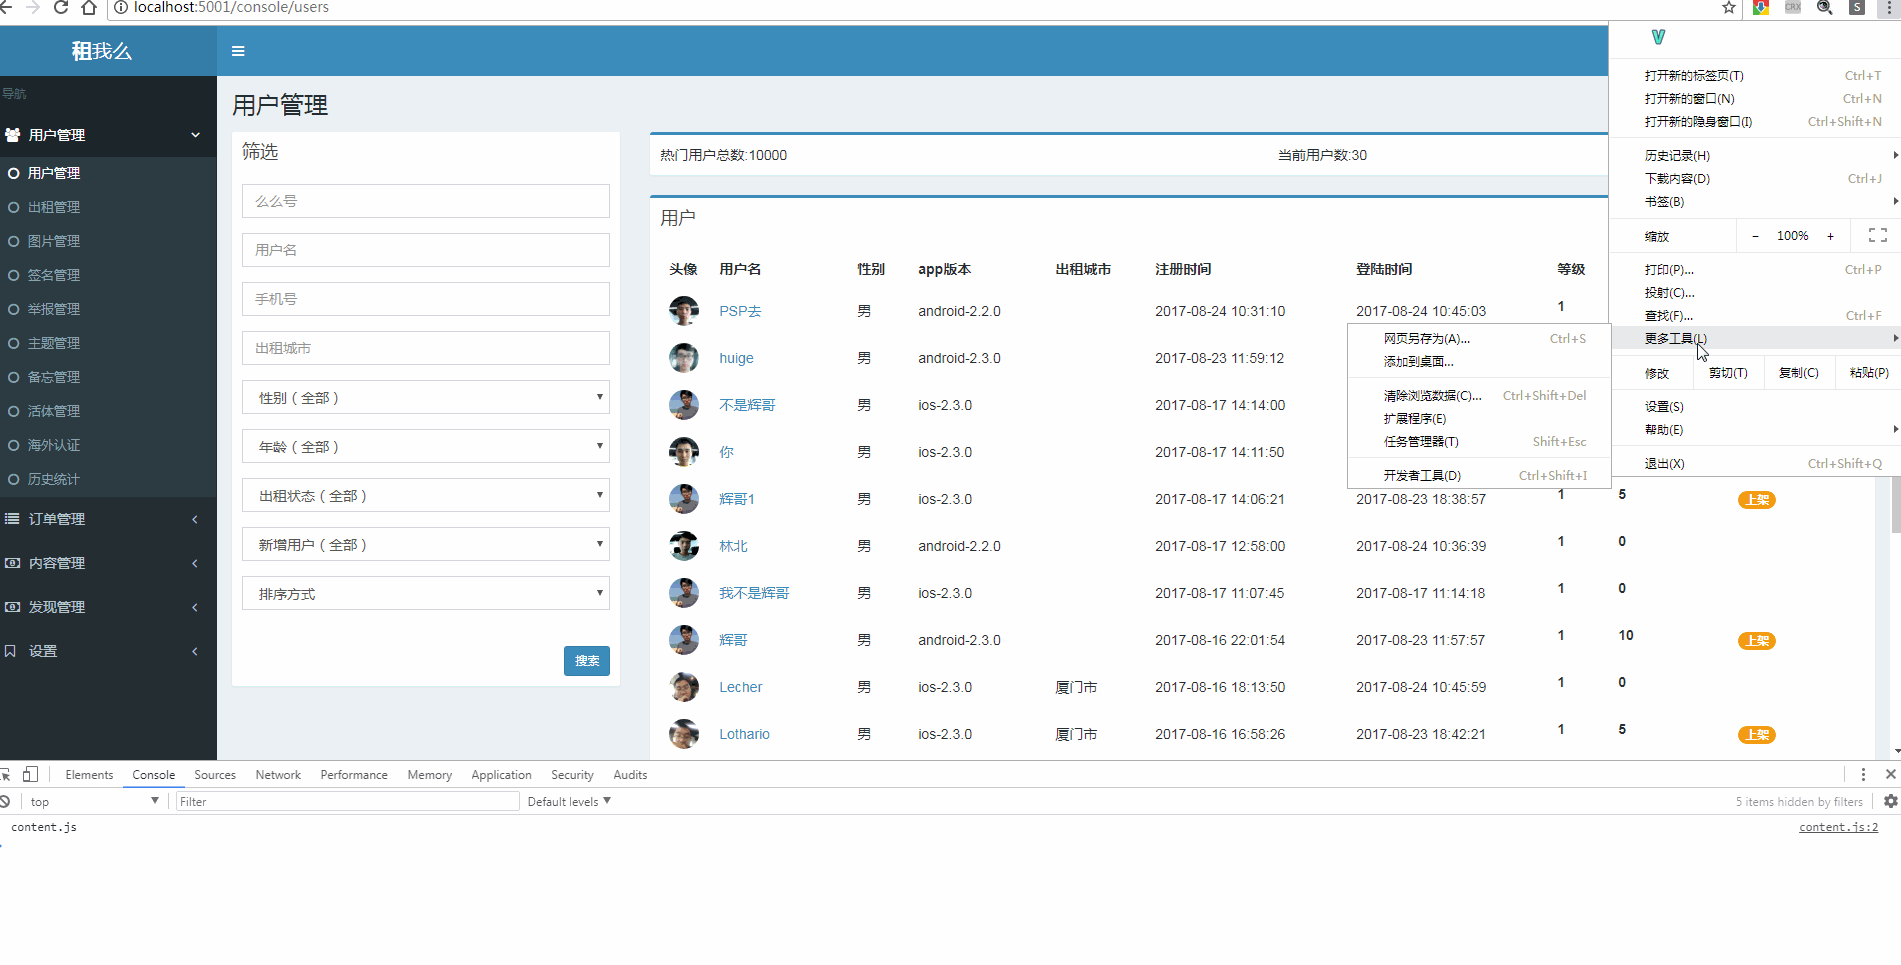 localhost:5001/console/users
CRX
S
租我么
导航
用户管理
用户管理
出租管理
图片管理
签名管理
举报管理
主题管理
备忘管理
活体管理
海外认证
历史统计
订单管理
内容管理
发现管理
设置
用户管理
筛选
么么号
用户名
手机号
出租城市
性别（全部）
年龄（全部）
出租状态（全部）
新增用户（全部）
排序方式
搜索
热门用户总数:10000 当前用户数:30
用户
头像 用户名 性别 app版本 出租城市 注册时间 登陆时间 等级
PSP去 男 android-2.2.0 2017-08-24 10:31:10 2017-08-24 10:45:03 1
huige 男 android-2.3.0 2017-08-23 11:59:12
不是辉哥 男 ios-2.3.0 2017-08-17 14:14:00
你 男 ios-2.3.0 2017-08-17 14:11:50
辉哥1 男 ios-2.3.0 2017-08-17 14:06:21 2017-08-23 18:38:57 1 5 上架
林北 男 android-2.2.0 2017-08-17 12:58:00 2017-08-24 10:36:39 1 0
我不是辉哥 男 ios-2.3.0 2017-08-17 11:07:45 2017-08-17 11:14:18 1 0
辉哥 男 android-2.3.0 2017-08-16 22:01:54 2017-08-23 11:57:57 1 10 上架
Lecher 男 ios-2.3.0 厦门市 2017-08-16 18:13:50 2017-08-24 10:45:59 1 0
Lothario 男 ios-2.3.0 厦门市 2017-08-16 16:58:26 2017-08-23 18:42:21 1 5 上架
V
打开新的标签页(T) Ctrl+T
打开新的窗口(N) Ctrl+N
打开新的隐身窗口(I) Ctrl+Shift+N
历史记录(H)
下载内容(D) Ctrl+J
书签(B)
缩放 - 100% +
打印(P)... Ctrl+P
投射(C)...
查找(F)... Ctrl+F
更多工具(L)
修改 剪切(T) 复制(C) 粘贴(P)
设置(S)
帮助(E)
退出(X) Ctrl+Shift+Q
网页另存为(A)... Ctrl+S
添加到桌面...
清除浏览数据(C)... Ctrl+Shift+Del
扩展程序(E)
任务管理器(T) Shift+Esc
开发者工具(D) Ctrl+Shift+I
Elements Console Sources Network Performance Memory Application Security Audits
top Filter Default levels 5 items hidden by filters
content.js content.js:2